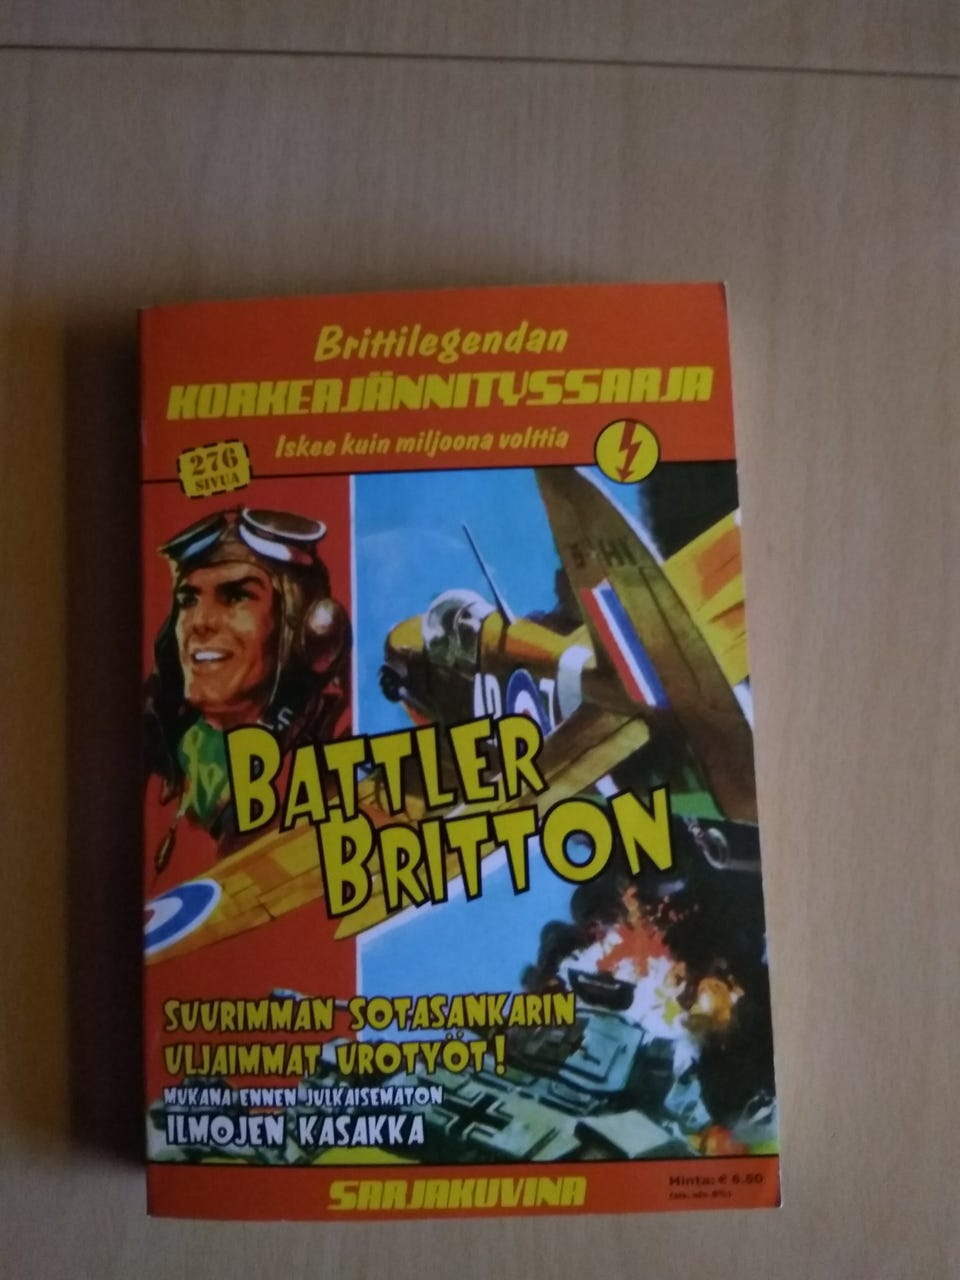 Brittilegendan
KORKEAJÄNNITYSSARJA
Iskee kuin miljoona volttia
276
SIVUA
BATTLER
BRITTON
SUURIMMAN SOTASANKARIN
ULJAIMMAT UROTYÖT!
MUKANA ENNEN JULKAISEMATON
ILMOJEN KASAKKA
SARJAKUVINA
Hinta: € 6.50